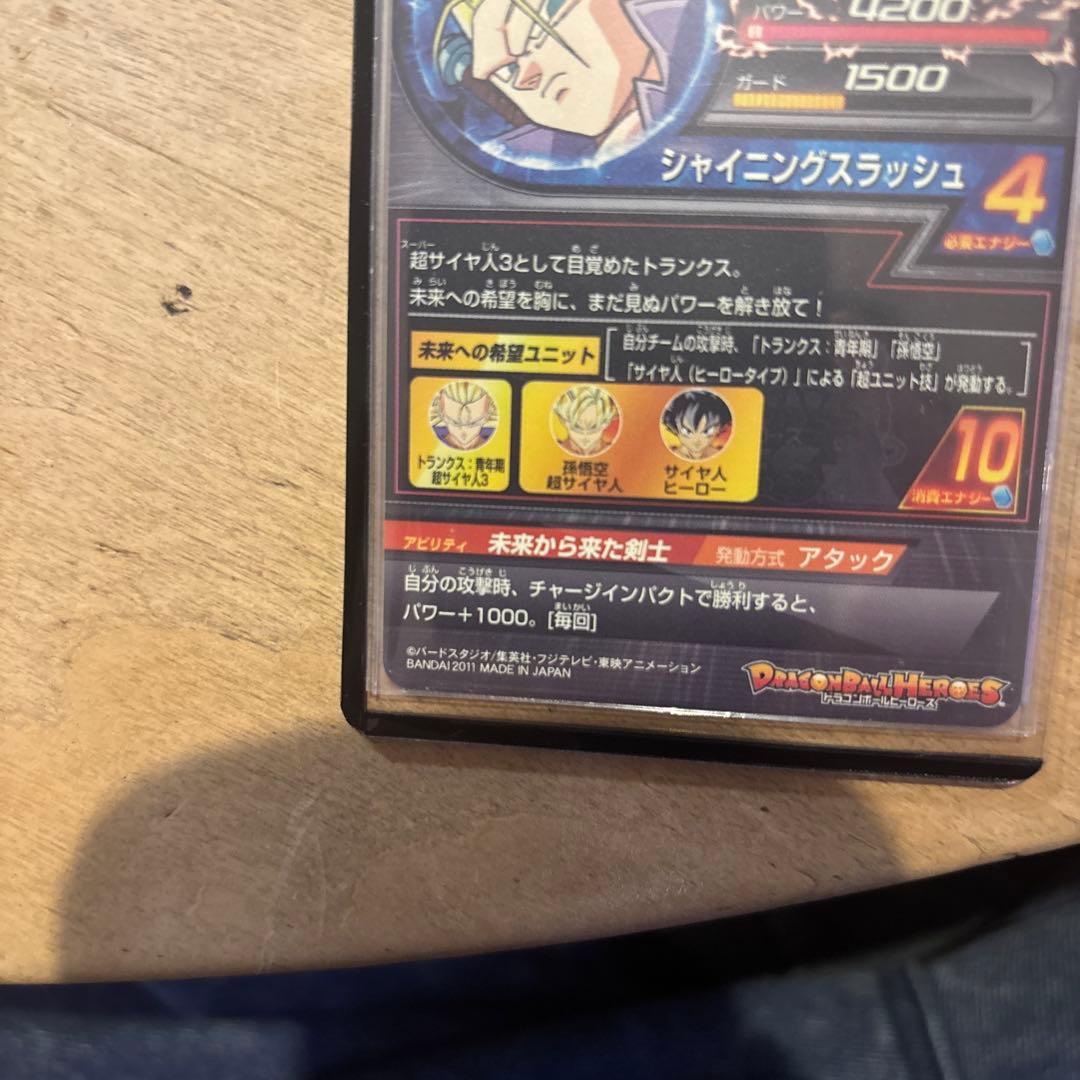 パワー 4200
ガード 1500
シャイニングスラッシュ
4
必要エナジー
超サイヤ人3として目覚めたトランクス。
未来への希望を胸に、まだ見ぬパワーを解き放て!
未来への希望ユニット
自分チームの攻撃時、「トランクス:青年期」「孫悟空」
「サイヤ人(ヒーロータイプ)」による「超ユニット技」が発動する。
トランクス:青年期
超サイヤ人3
孫悟空
超サイヤ人
サイヤ人
ヒーロー
10
消費エナジー
アビリティ 未来から来た剣士 発動方式 アタック
自分の攻撃時、チャージインパクトで勝利すると、
パワー+1000。[毎回]
©バードスタジオ/集英社・フジテレビ・東映アニメーション
BANDAI 2011 MADE IN JAPAN
DRAGONBALL HEROES
ドラゴンボールヒーローズ